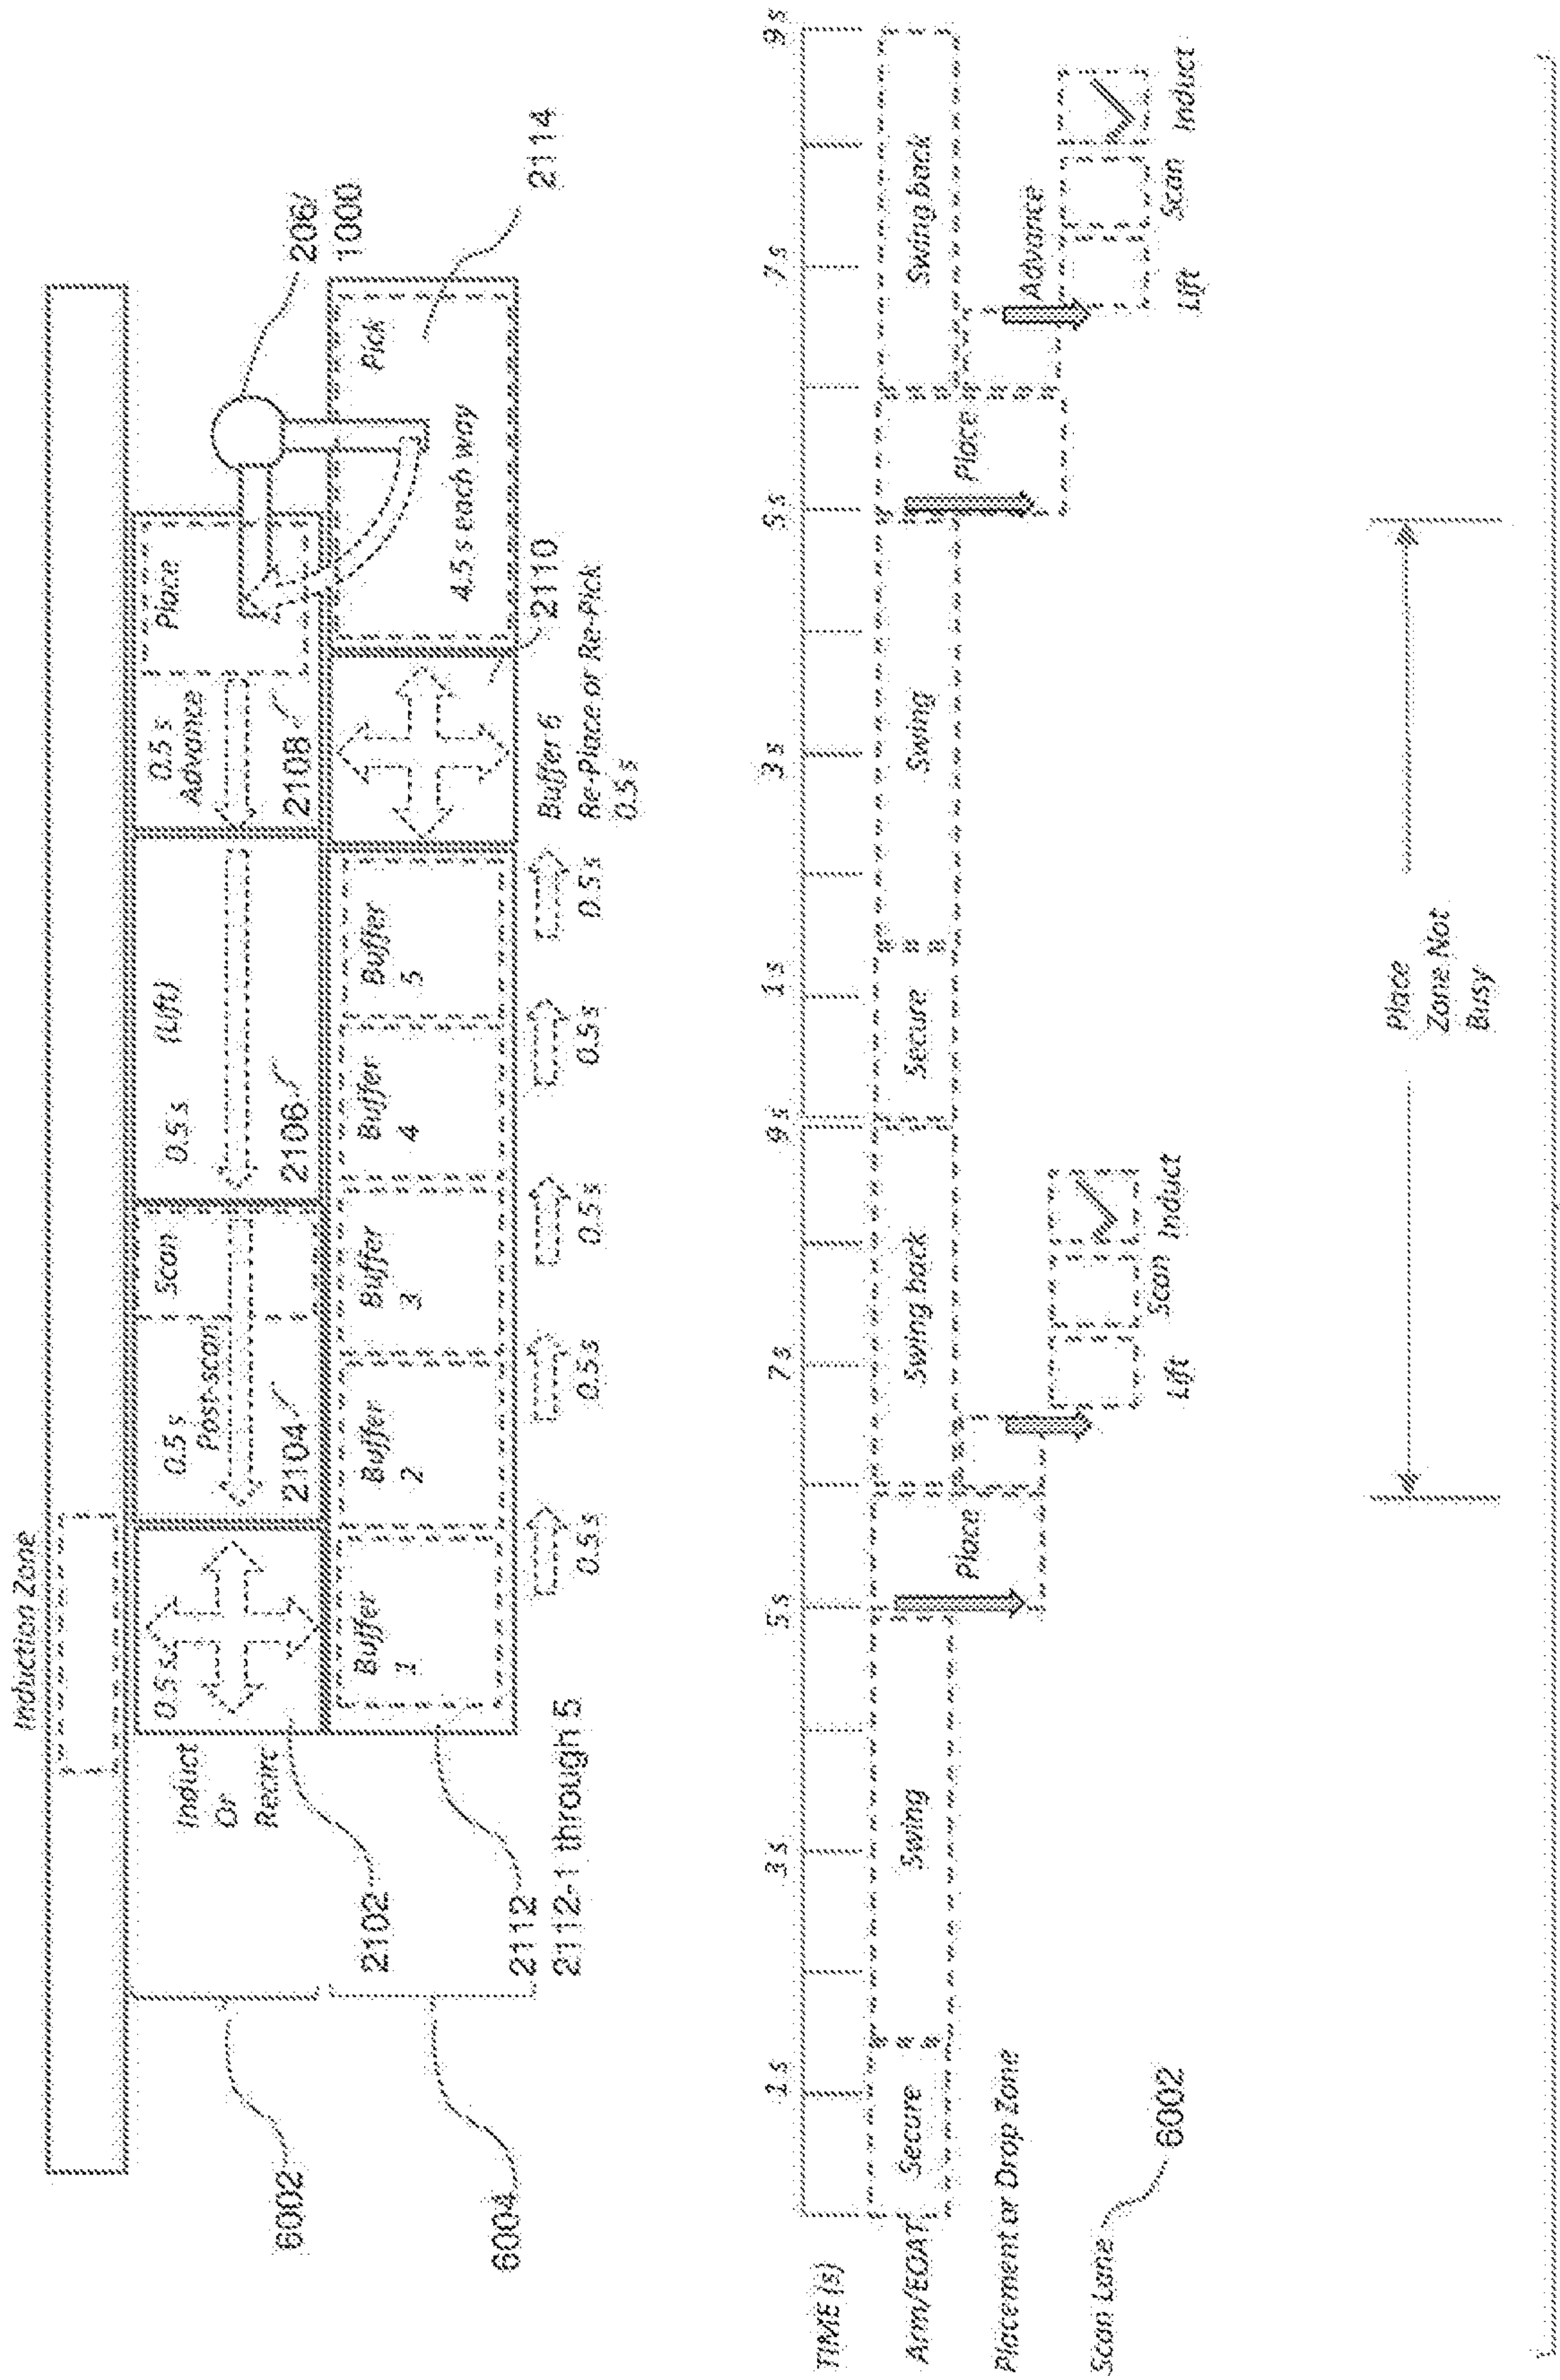 Induction Zone
Induct
Or
Recirc
0.5 s
0.5 s
Post-scan
Scan
0.5 s
(Lift)
0.5 s
Advance
Place
206/
1000
2102
2104
2106
2108
6002
6004
Buffer
1
Buffer
2
Buffer
3
Buffer
4
Buffer
5
Pick
4.5 s each way
2114
2110
2112
2112-1 through 5
0.5 s
0.5 s
0.5 s
0.5 s
0.5 s
Buffer 6
Re-Place or Re-Pick
0.5 s
TIME (s)
1 s
3 s
5 s
7 s
9 s
1 s
3 s
5 s
7 s
9 s
Arm/EOAT
Secure
Swing
Swing back
Secure
Swing
Swing back
Placement or Drop Zone
Place
Place
Advance
Scan Lane
6002
Lift
Scan
Induct
Lift
Scan
Induct
Place
Zone Not
Busy